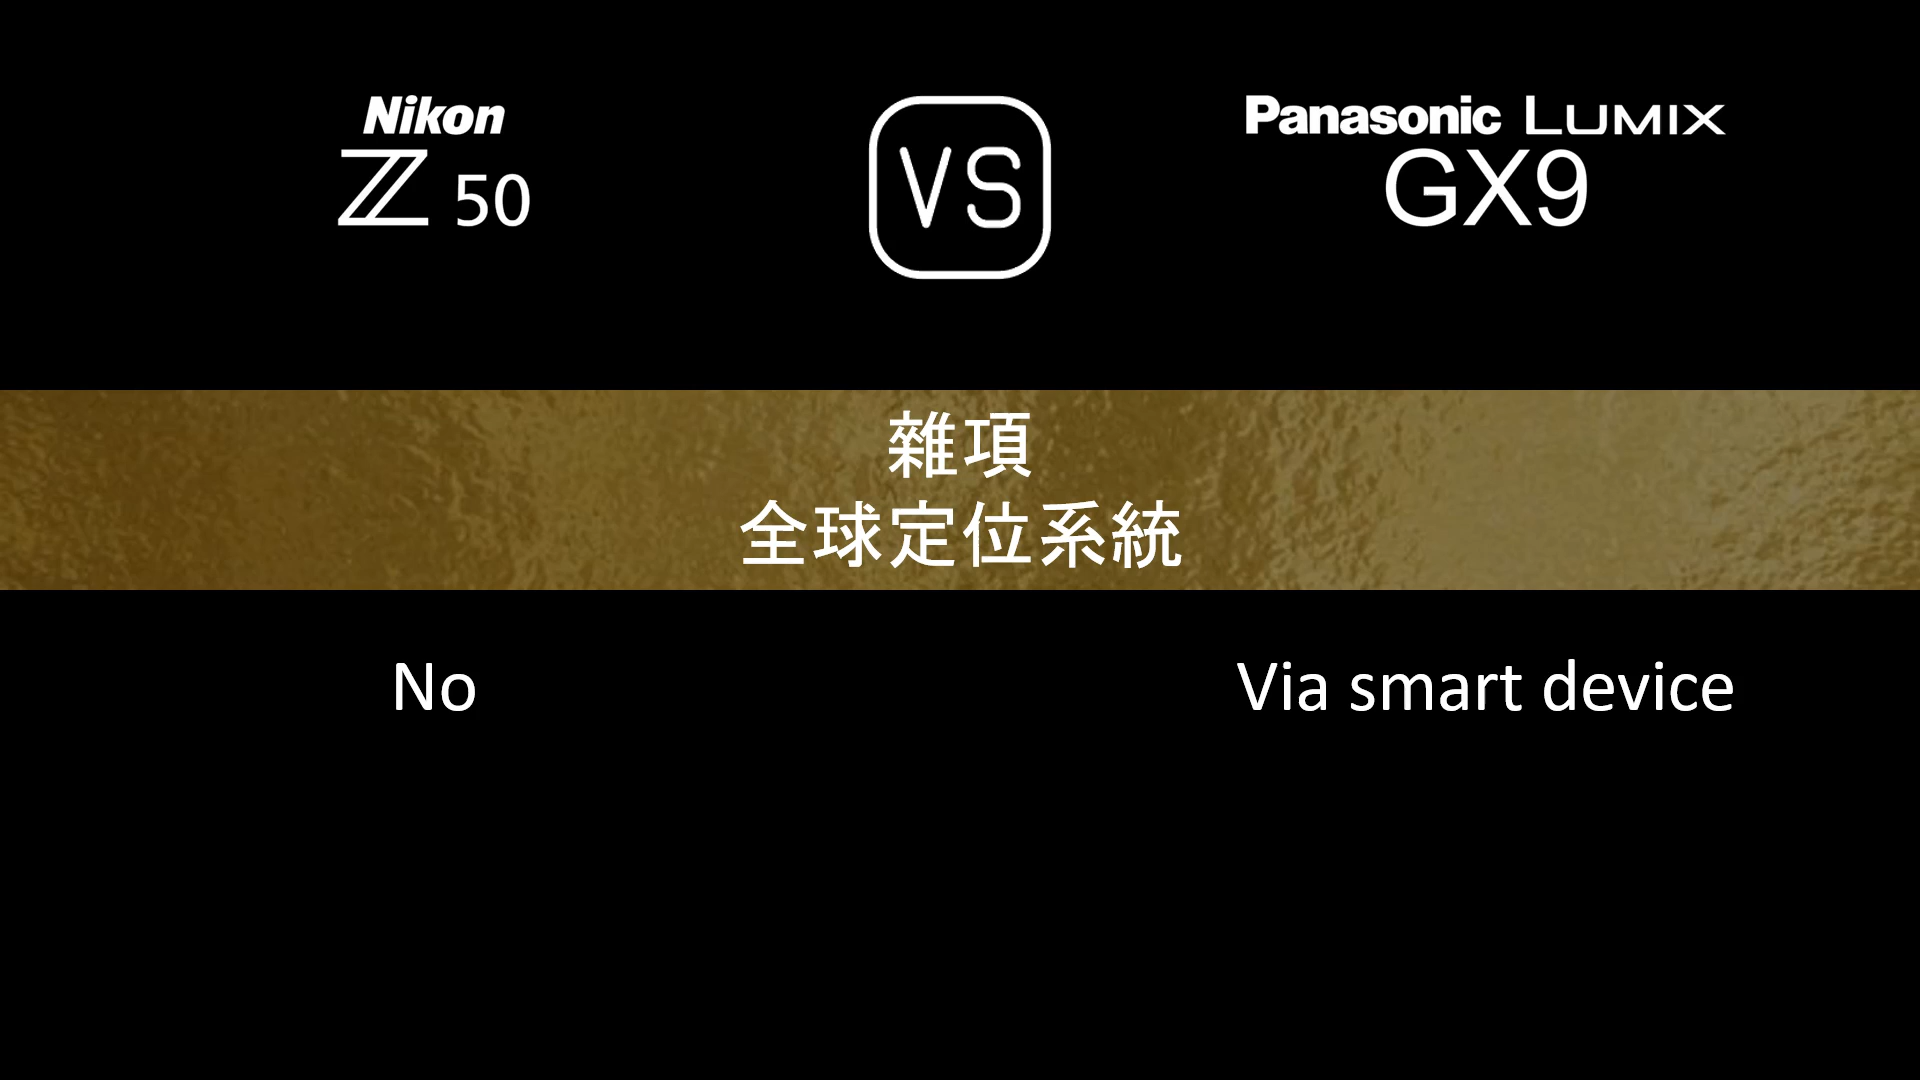 Nikon
Z 50
VS
Panasonic LUMIX
GX9
雜項
全球定位系統
No
Via smart device